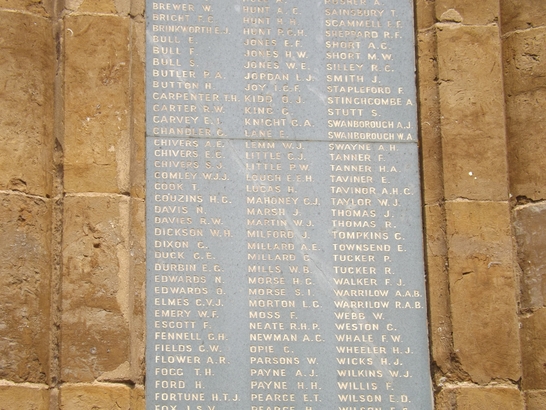 BREWER W.
BRIGHT F.C.
BULL E.
BULL F.
BULL S.
BUTLER R.A.
BUTTON H.
CARPENTER T.H.
CARTER R.W.
CARVEY E.I.
CHANDLER G.
CHIVERS A.E.
CHIVERS E.C.
CHIVERS S.J.
COMLEY W.J.J.
COOK T.
COUZINS H.G.
DAVIS N.
DAVIES R.W.
DICKSON W.H.
DIXON G.
DUCK G.E.
DURBIN E.G.
EDWARDS N.
EDWARDS O.
ELMES C.V.J.
EMERY W.F.
ESCOTT F.
FENNELL G.H.
FIELDS G.W.
FLOWER A.R.
FOGG T.H.
FORD H.
FORTUNE H.T.J.
FOX J.S.V.
HUNT A.E.
HUNT R.G.H.
JONES E.F.
JONES H.W.
JONES W.E.
JORDAN L.J.
JOY T.G.F.
KIDD D.J.
KING G.
KNIGHT C.A.
LANE E.
LEMM W.J.
LITTLE C.J.
LITTLE P.W.
LOUCH F.E.H.
LUCAS H.
MAHONEY C.J.
MARSH J.
MARTIN W.J.
MILFORD J.
MILLARD A.E.
MILLARD G.
MILLS W.B.
MORSE H.G.
MORSE S.I.
MORTON L.G.
MOSS F.
NEATE R.H.P.
NEWMAN A.G.
OPIE G.
PARSONS W.
PAYNE A.J.
PAYNE H.H.
PEARCE E.T.
PEARCE H.
SAINSBURY T.
SCAMMELL F.E.
SHEPPARD R.F.
SHORT A.G.
SHORT M.W.
SILLEY R.C.
SMITH J.
STAPLEFORD F.
STINCHCOMBE A.
STUTT S.
SWANBOROUGH A.J.
SWANBOROUGH W.A.
SWAYNE A.H.
TANNER F.
TANNER H.A.
TAVINER E.
TAVINOR A.H.G.
TAYLOR W.J.
THOMAS J.
THOMAS R.
TOMPKINS C.
TOWNSEND E.
TUCKER P.
TUCKER R.
WALKER F.J.
WARRILOW A.A.B.
WARRILOW R.A.B.
WEBB W.
WESTON G.
WHALE F.W.
WHEELER H.J.
WICKS H.J.
WILKINS W.J.
WILLIS F.
WILSON E.D.